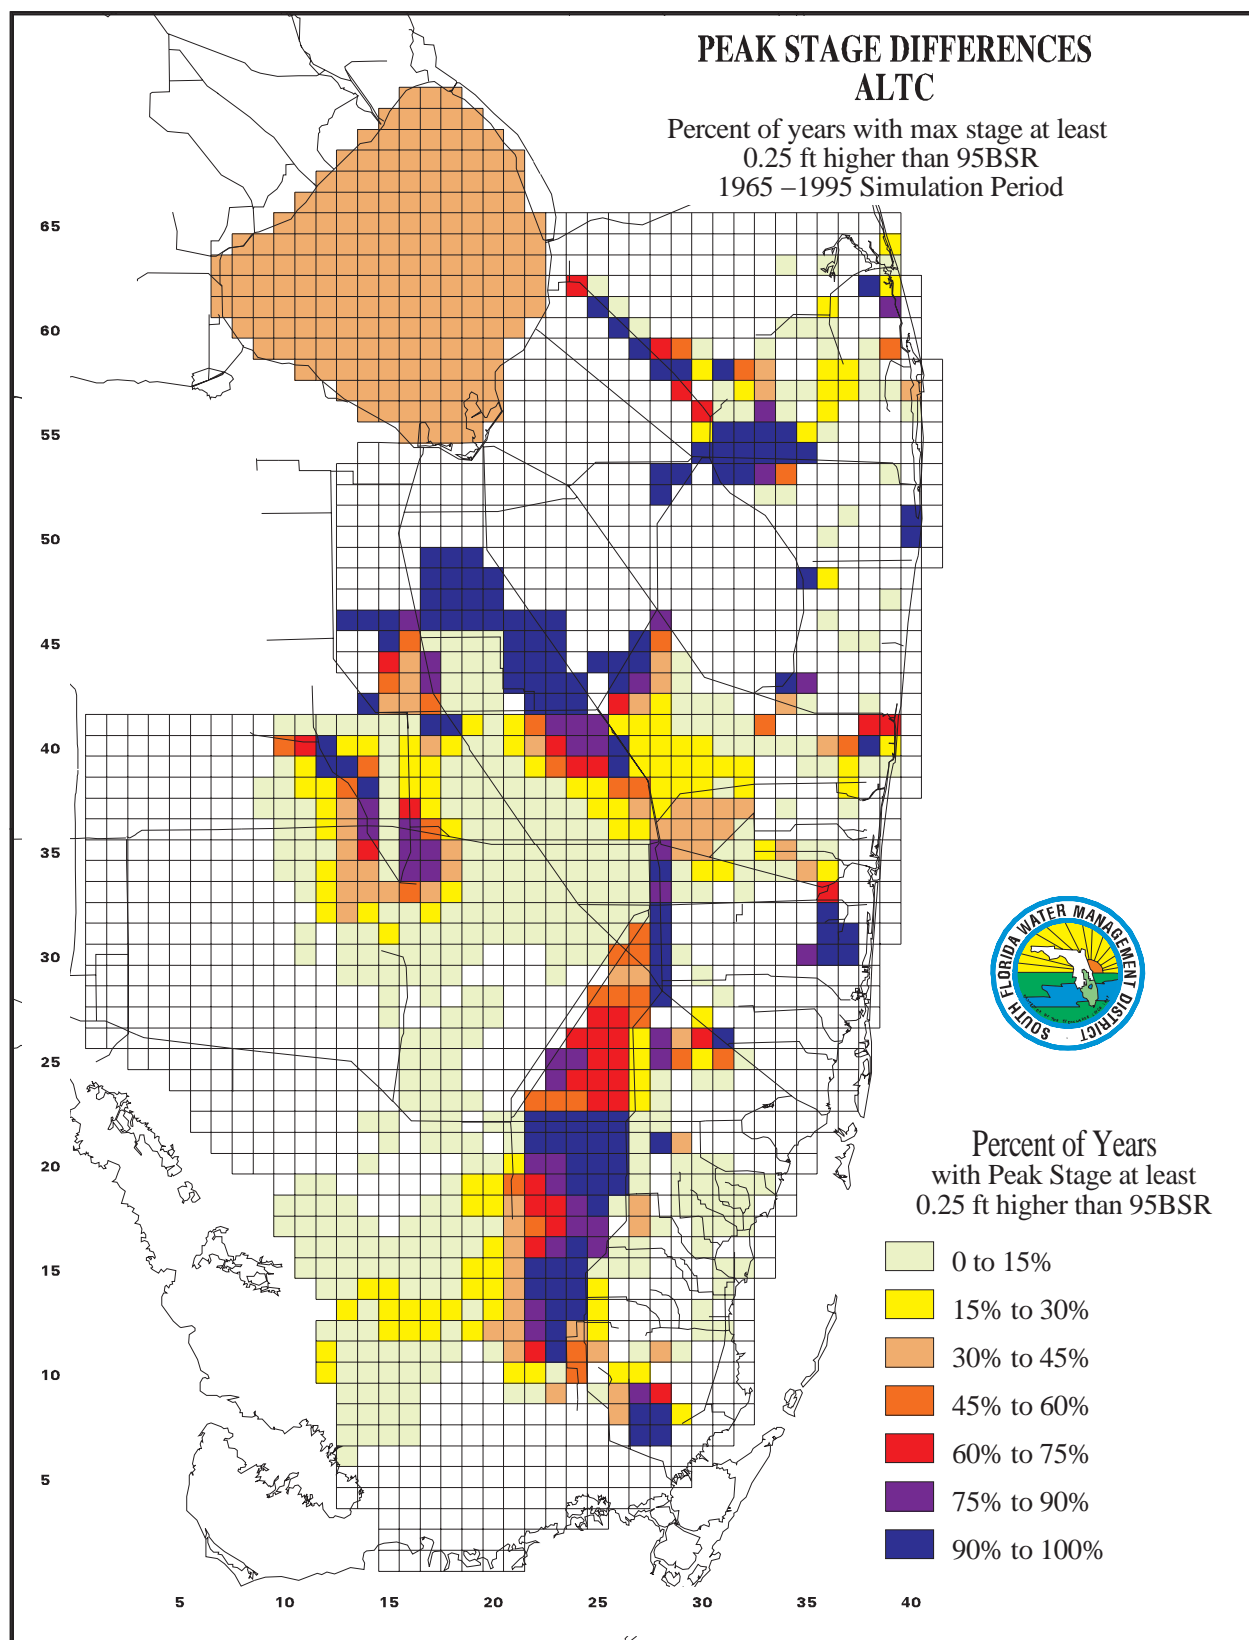 PEAK STAGE DIFFERENCES
ALTC
Percent of years with max stage at least
0.25 ft higher than 95BSR
1965 –1995 Simulation Period
65
60
55
50
45
40
35
30
25
20
15
10
5
SOUTH FLORIDA WATER MANAGEMENT DISTRICT
Percent of Years
with Peak Stage at least
0.25 ft higher than 95BSR
0 to 15%
15% to 30%
30% to 45%
45% to 60%
60% to 75%
75% to 90%
90% to 100%
5 10 15 20 25 30 35 40
“